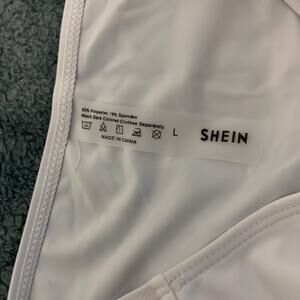 82% Polyester, 18% Spandex
Wash Dark Colored Clothes Separately
L SHEIN
MADE IN CHINA